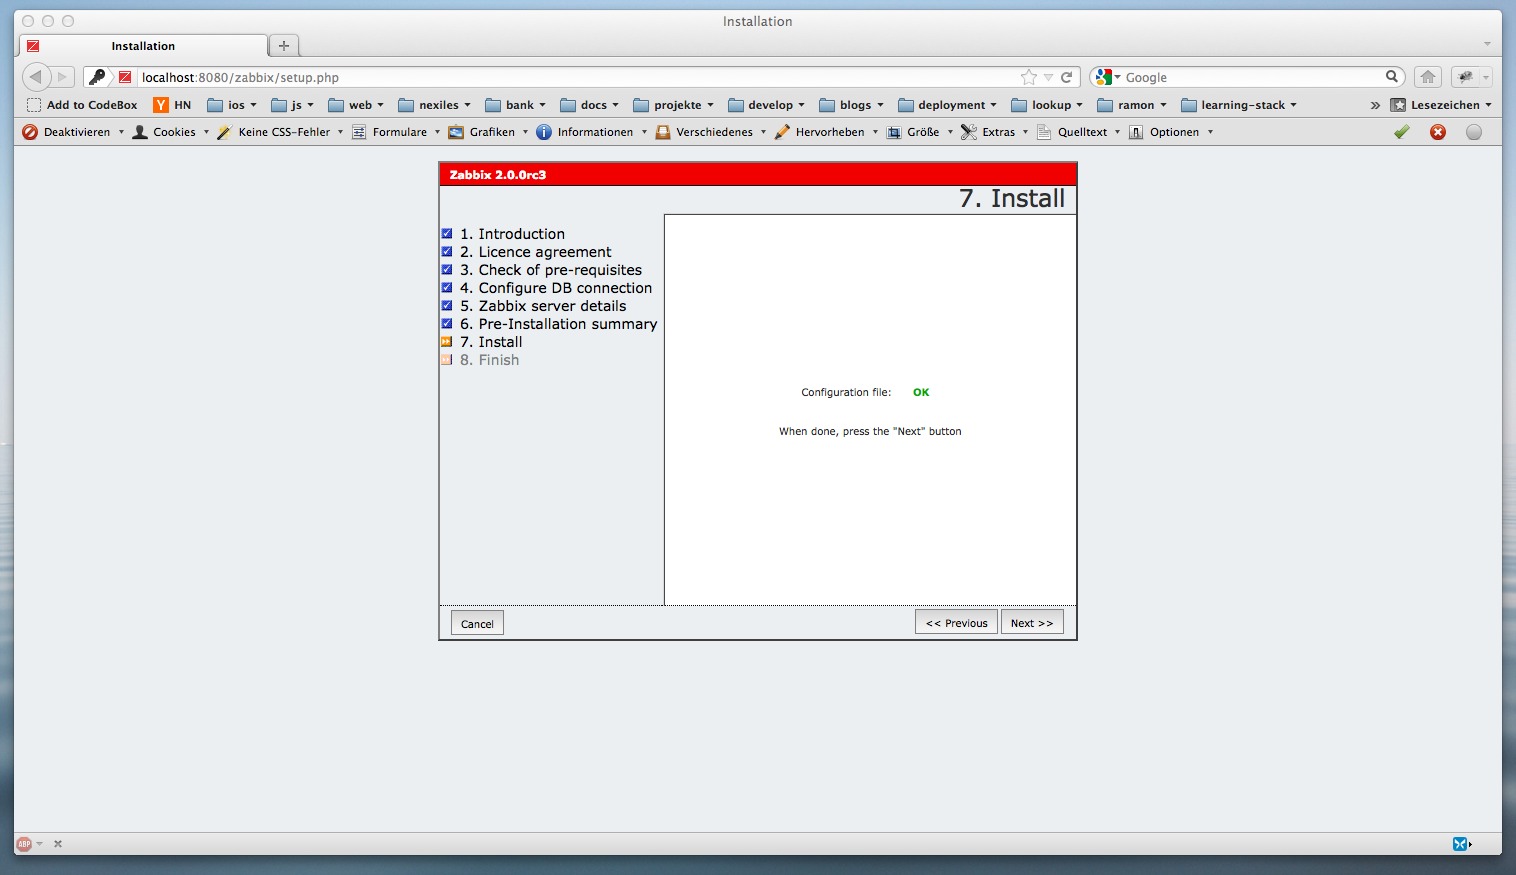 Installation
Installation
localhost:8080/zabbix/setup.php
Google
Add to CodeBox Y HN ios js web nexiles bank docs projekte develop blogs deployment lookup ramon learning-stack » Lesezeichen
Deaktivieren Cookies Keine CSS-Fehler Formulare Grafiken Informationen Verschiedenes Hervorheben Größe Extras Quelltext Optionen
Zabbix 2.0.0rc3
7. Install
1. Introduction
2. Licence agreement
3. Check of pre-requisites
4. Configure DB connection
5. Zabbix server details
6. Pre-Installation summary
7. Install
8. Finish
Configuration file: OK
When done, press the "Next" button
Cancel
<< Previous
Next >>
ABP